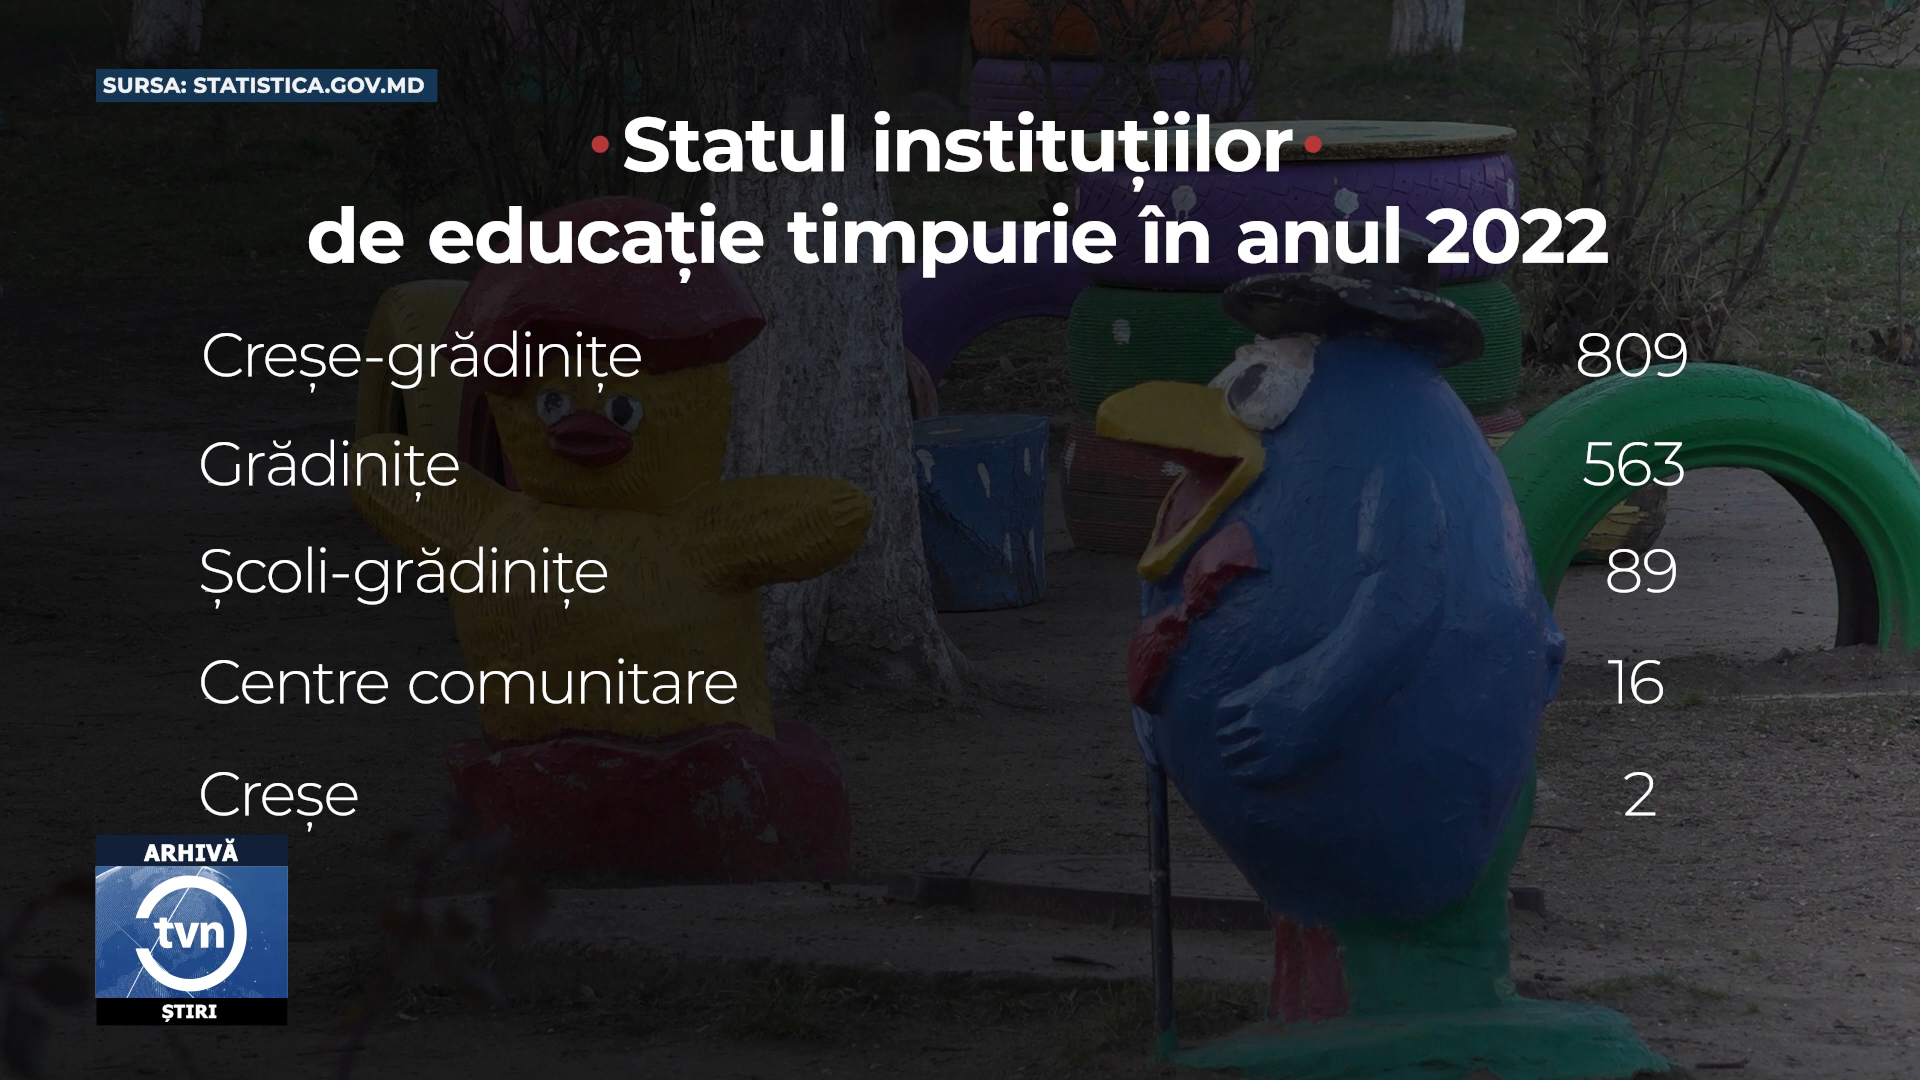 SURSA: STATISTICA.GOV.MD
• Statul instituțiilor •
de educație timpurie în anul 2022
Creșe-grădinițe 809
Grădinițe 563
Școli-grădinițe 89
Centre comunitare 16
Creșe 2
ARHIVĂ
tvn
ȘTIRI